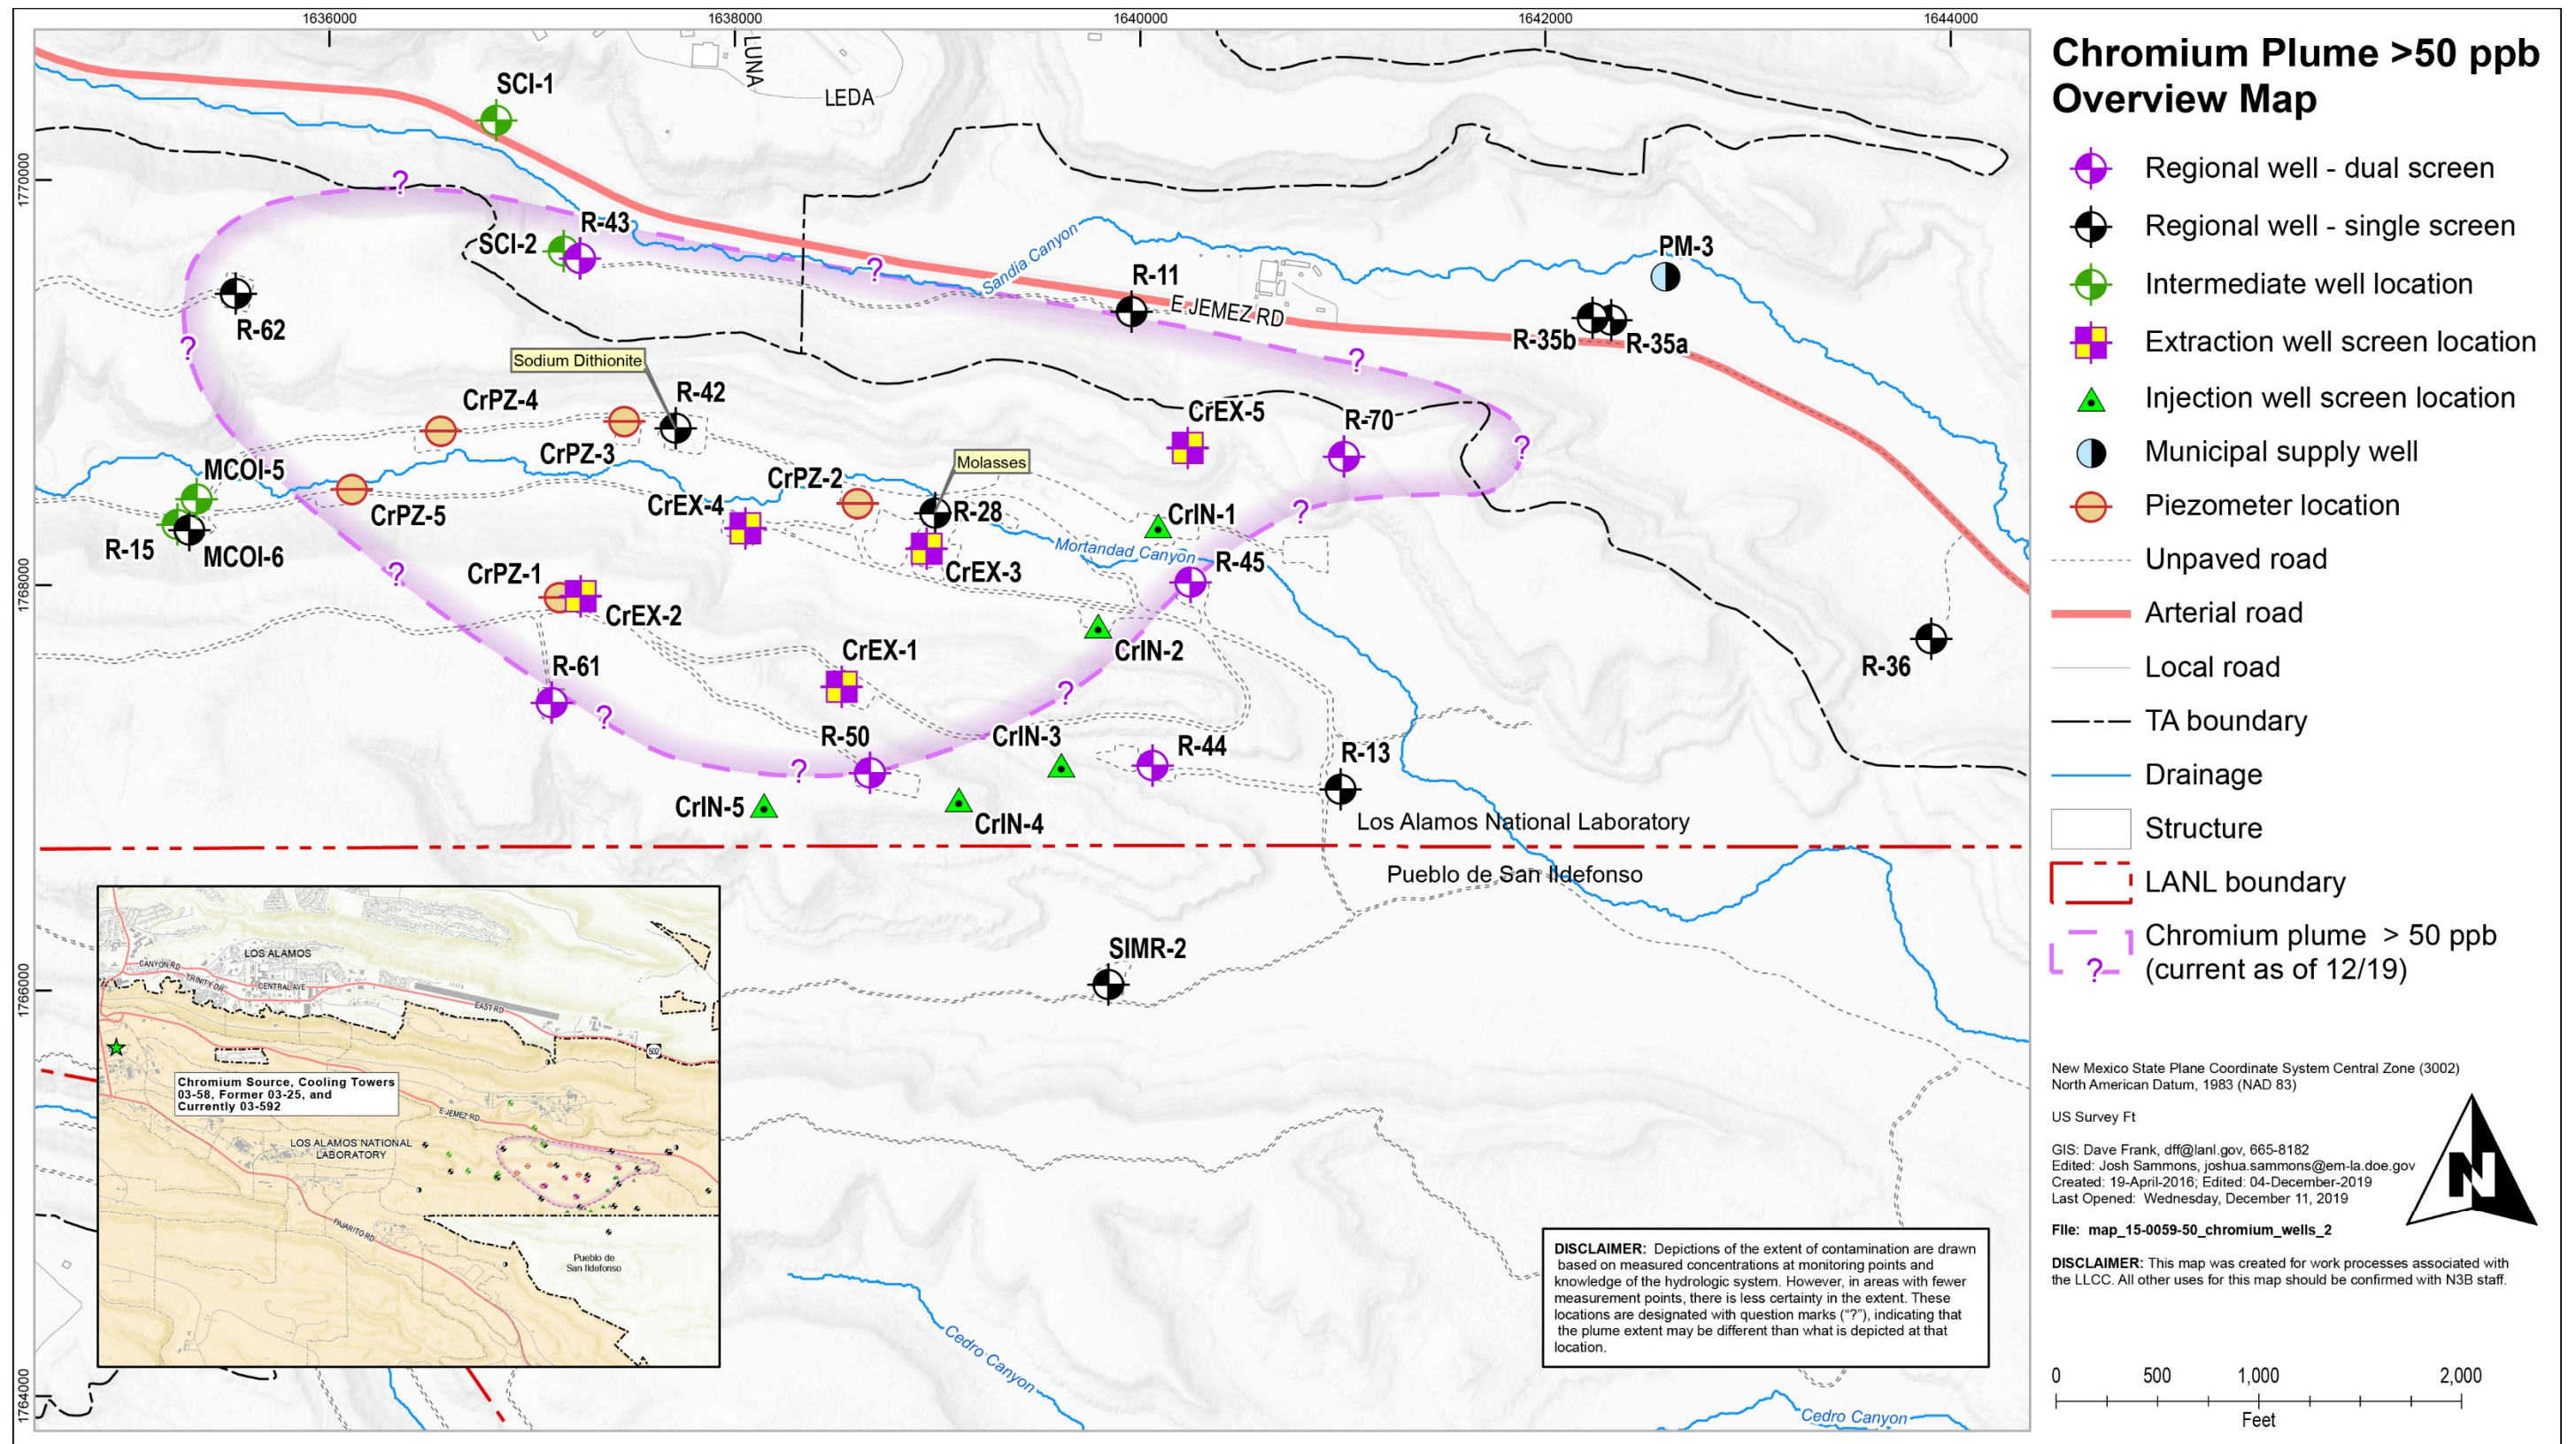 1636000
1638000
1640000
1642000
1644000
1770000
1768000
1766000
1764000
LUNA
LEDA
SCI-1
R-43
SCI-2
R-62
Sandia Canyon
R-11
E JEMEZ RD
PM-3
R-35b
R-35a
Sodium Dithionite
R-42
CrPZ-4
CrPZ-3
CrEX-5
R-70
MCOI-5
CrPZ-5
R-15
MCOI-6
CrEX-4
CrPZ-2
Molasses
R-28
CrEX-3
CrIN-1
Mortandad Canyon
R-45
CrPZ-1
CrEX-2
CrIN-2
R-61
CrEX-1
R-36
R-50
CrIN-3
R-44
R-13
CrIN-5
CrIN-4
?
?
?
?
?
?
?
?
?
?
Los Alamos National Laboratory
Pueblo de San Ildefonso
SIMR-2
Cedro Canyon
Cedro Canyon
LOS ALAMOS
CANYON RD
TRINITY DR
CENTRAL AVE
EAST RD
502
Chromium Source, Cooling Towers
03-58, Former 03-25, and
Currently 03-592
E JEMEZ RD
LOS ALAMOS NATIONAL
LABORATORY
PAJARITO RD
Pueblo de
San Ildefonso
DISCLAIMER: Depictions of the extent of contamination are drawn
based on measured concentrations at monitoring points and
knowledge of the hydrologic system. However, in areas with fewer
measurement points, there is less certainty in the extent. These
locations are designated with question marks ("?"), indicating that
the plume extent may be different than what is depicted at that
location.
Chromium Plume >50 ppb
Overview Map
Regional well - dual screen
Regional well - single screen
Intermediate well location
Extraction well screen location
Injection well screen location
Municipal supply well
Piezometer location
Unpaved road
Arterial road
Local road
TA boundary
Drainage
Structure
LANL boundary
?
Chromium plume > 50 ppb
(current as of 12/19)
New Mexico State Plane Coordinate System Central Zone (3002)
North American Datum, 1983 (NAD 83)
US Survey Ft
GIS: Dave Frank, dff@lanl.gov, 665-8182
Edited: Josh Sammons, joshua.sammons@em-la.doe.gov
Created: 19-April-2016; Edited: 04-December-2019
Last Opened: Wednesday, December 11, 2019
FIle: map_15-0059-50_chromium_wells_2
DISCLAIMER: This map was created for work processes associated with
the LLCC. All other uses for this map should be confirmed with N3B staff.
N
0 500 1,000 2,000
Feet